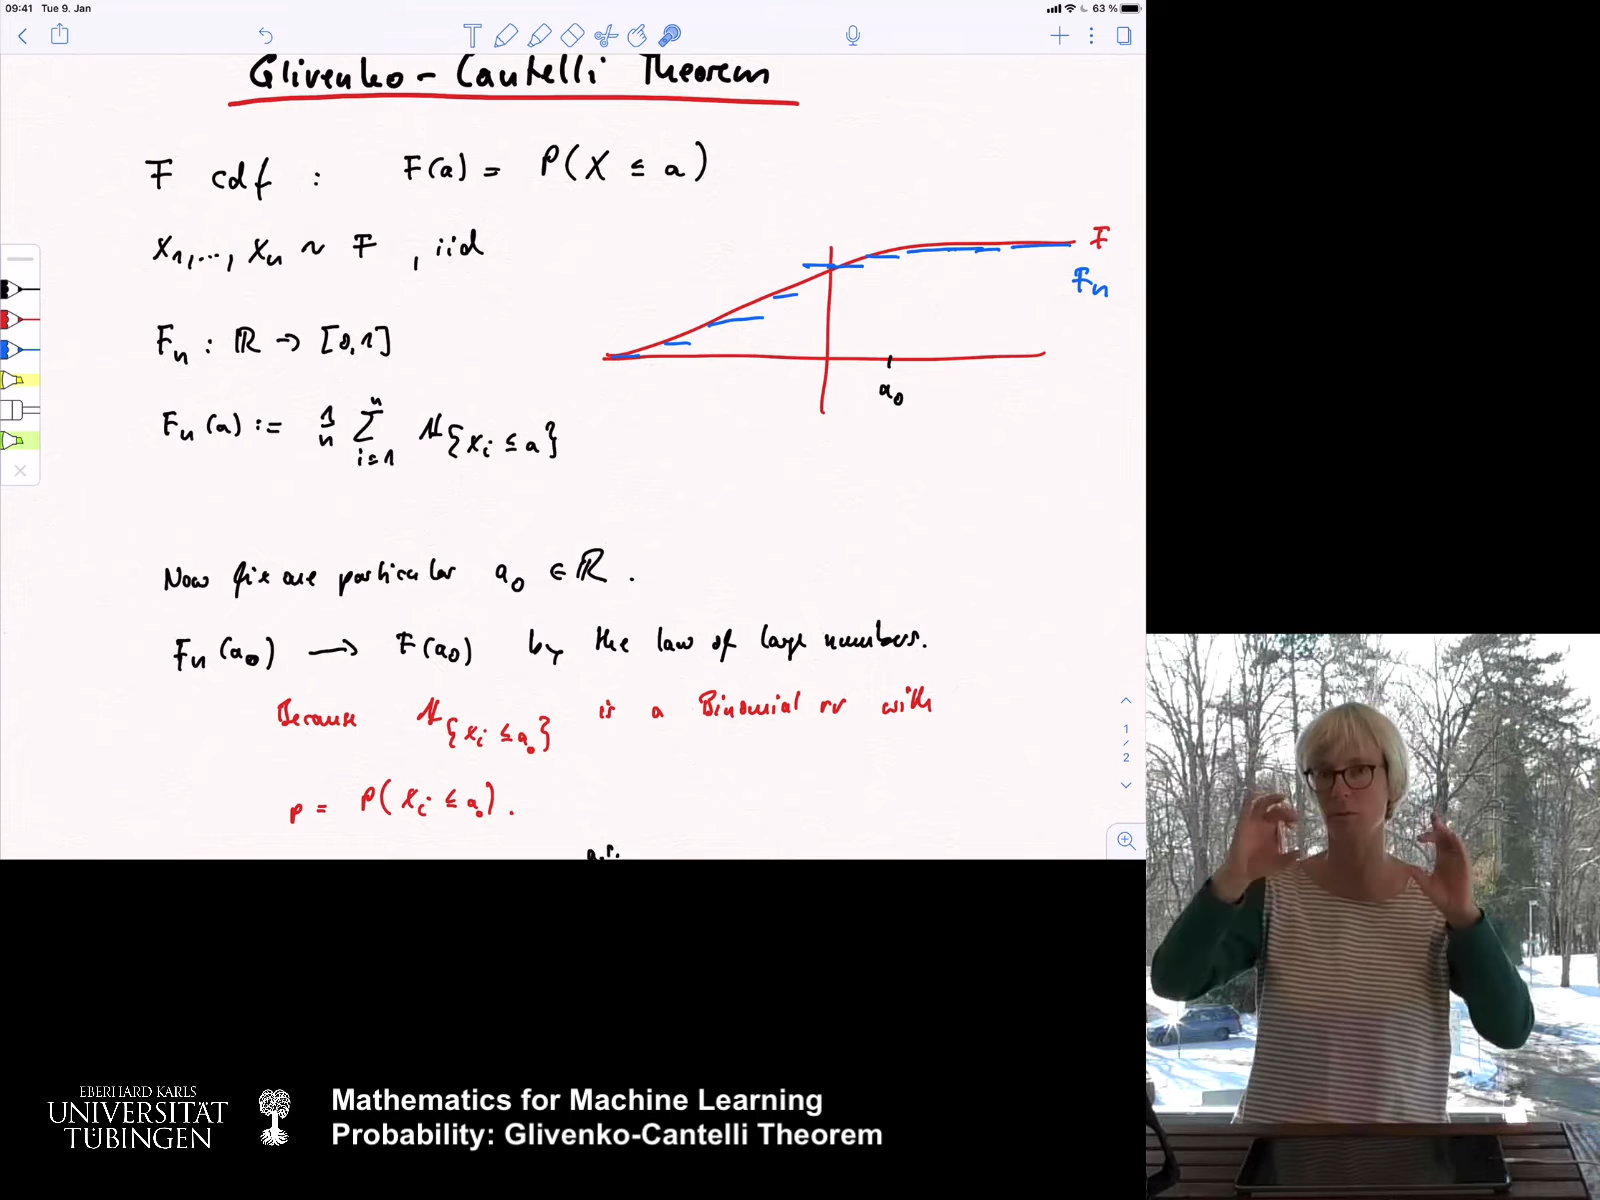 09:41 Tue 9. Jan
63 %
Glivenko-Cantelli Theorem
F cdf : F(a) = P(X ≤ a)
X₁,..., Xₙ ~ F , iid
F
Fₙ
Fₙ : ℝ → [0,1]
a₀
Fₙ(a) := 1/n Σ_{i=1}^{n} 𝟙_{Xᵢ ≤ a}
Now fix one particular a₀ ∈ ℝ .
Fₙ(a₀) → F(a₀) by the law of large numbers.
Because 𝟙_{Xᵢ ≤ a₀} is a Binomial rv with
p = P(Xᵢ ≤ a₀) .
a.s.
1
/
2
EBERHARD KARLS
UNIVERSITÄT
TÜBINGEN
Mathematics for Machine Learning
Probability: Glivenko-Cantelli Theorem